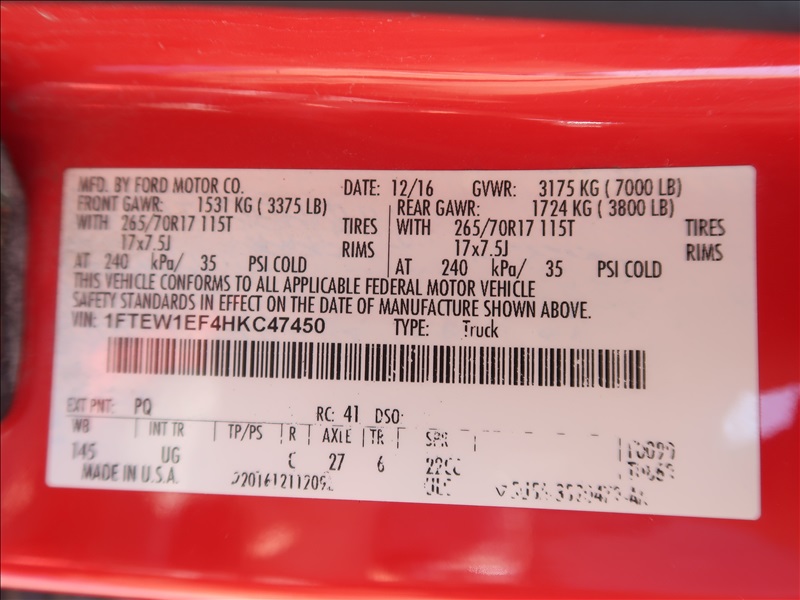 MFD. BY FORD MOTOR CO. DATE: 12/16 GVWR: 3175 KG ( 7000 LB)
FRONT GAWR: 1531 KG ( 3375 LB) REAR GAWR: 1724 KG ( 3800 LB)
WITH 265/70R17 115T TIRES WITH 265/70R17 115T TIRES
17x7.5J RIMS 17x7.5J RIMS
AT 240 kPa/ 35 PSI COLD AT 240 kPa/ 35 PSI COLD
THIS VEHICLE CONFORMS TO ALL APPLICABLE FEDERAL MOTOR VEHICLE
SAFETY STANDARDS IN EFFECT ON THE DATE OF MANUFACTURE SHOWN ABOVE.
VIN: 1FTEW1EF4HKC47450 TYPE: Truck
EXT PNT: PQ RC: 41 DSO:
WB INT TR TP/PS R AXLE TR SPR
145 UG 27 6
MADE IN U.S.A.